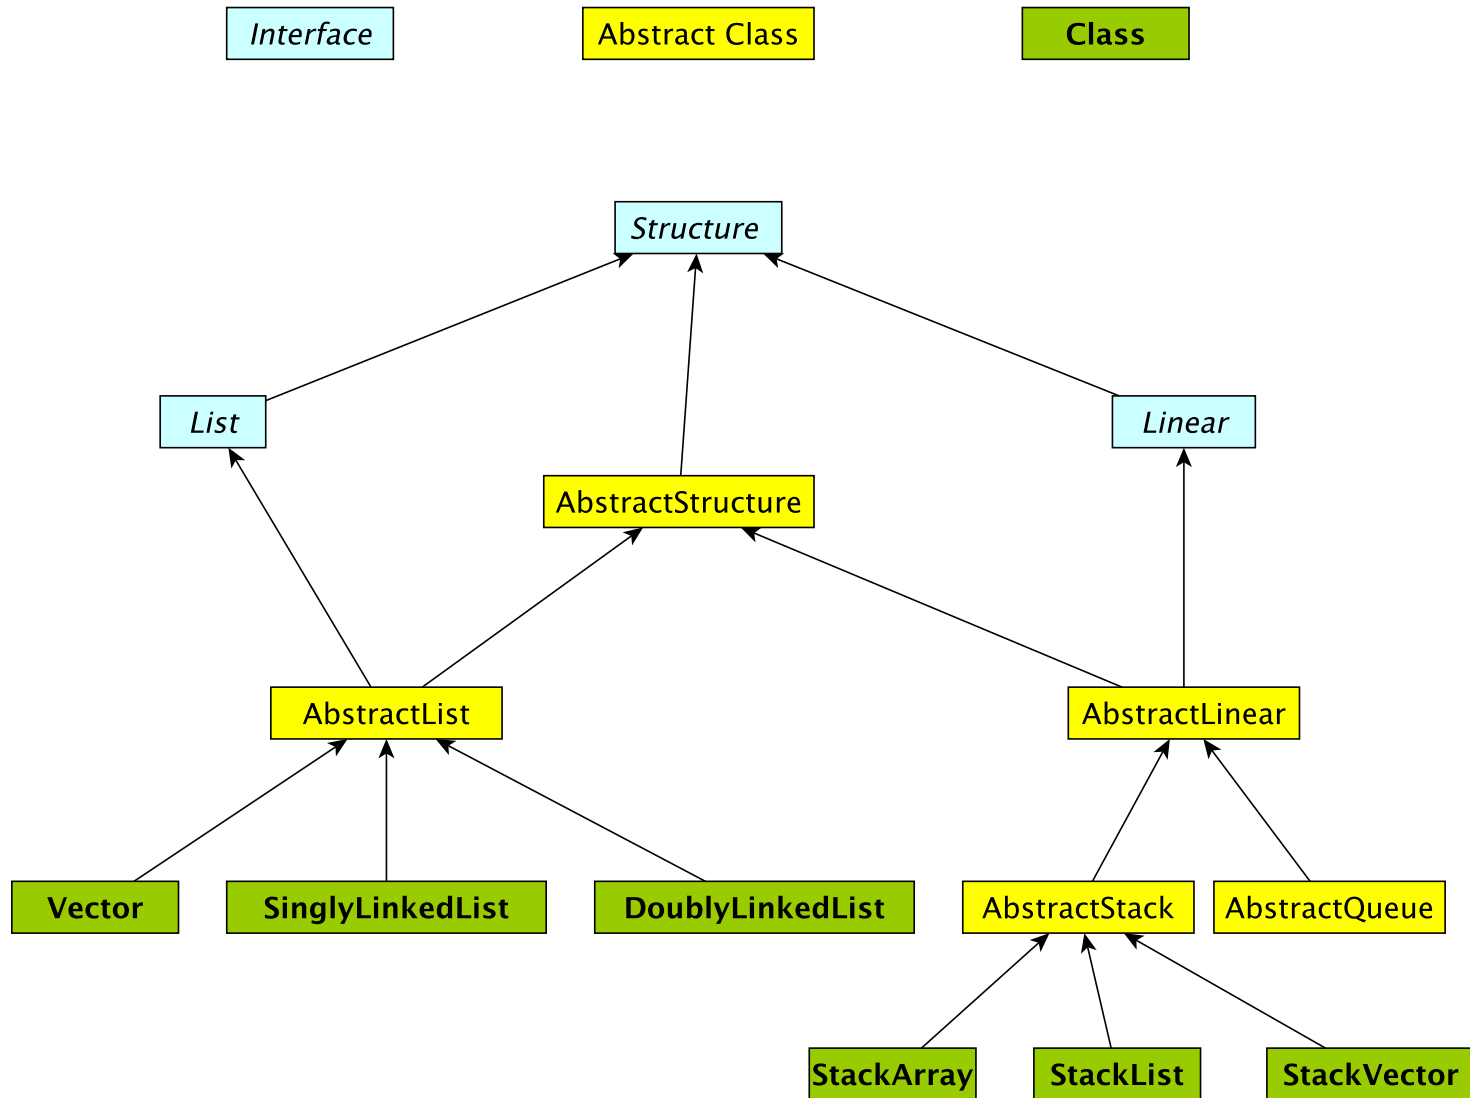 Interface
Abstract Class
Class
Structure
List
Linear
AbstractStructure
AbstractList
AbstractLinear
Vector
SinglyLinkedList
DoublyLinkedList
AbstractStack
AbstractQueue
StackArray
StackList
StackVector